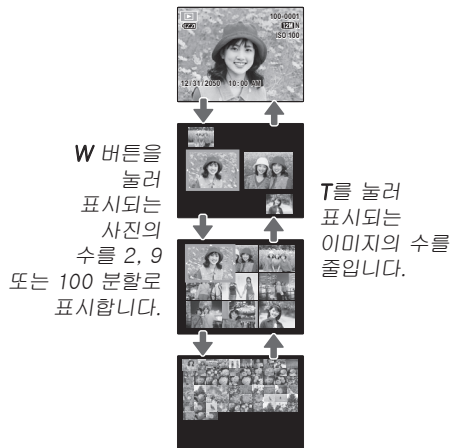 100-0001
12M N
ISO 100
12/31/2050 10:00 AM
W 버튼을
눌러
표시되는
사진의
수를 2, 9
또는 100 분할로
표시합니다.
T를 눌러
표시되는
이미지의 수를
줄입니다.